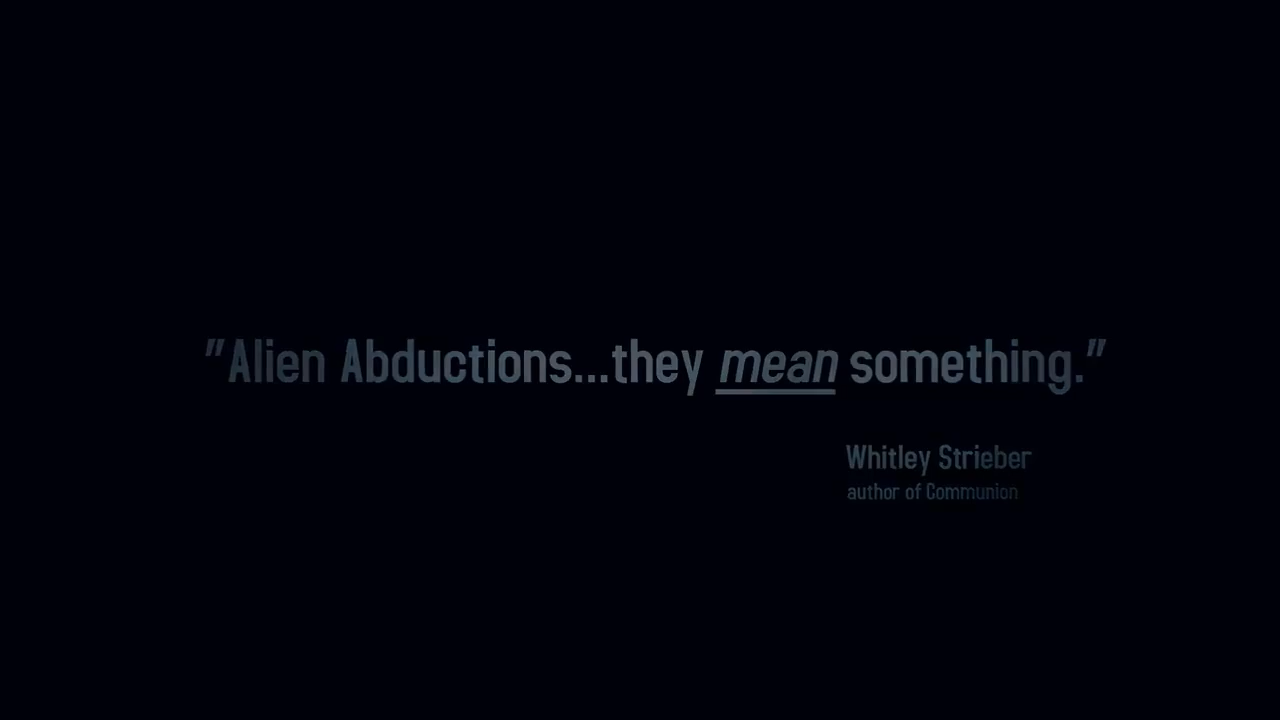 "Alien Abductions...they mean something."
Whitley Strieber
author of Communion